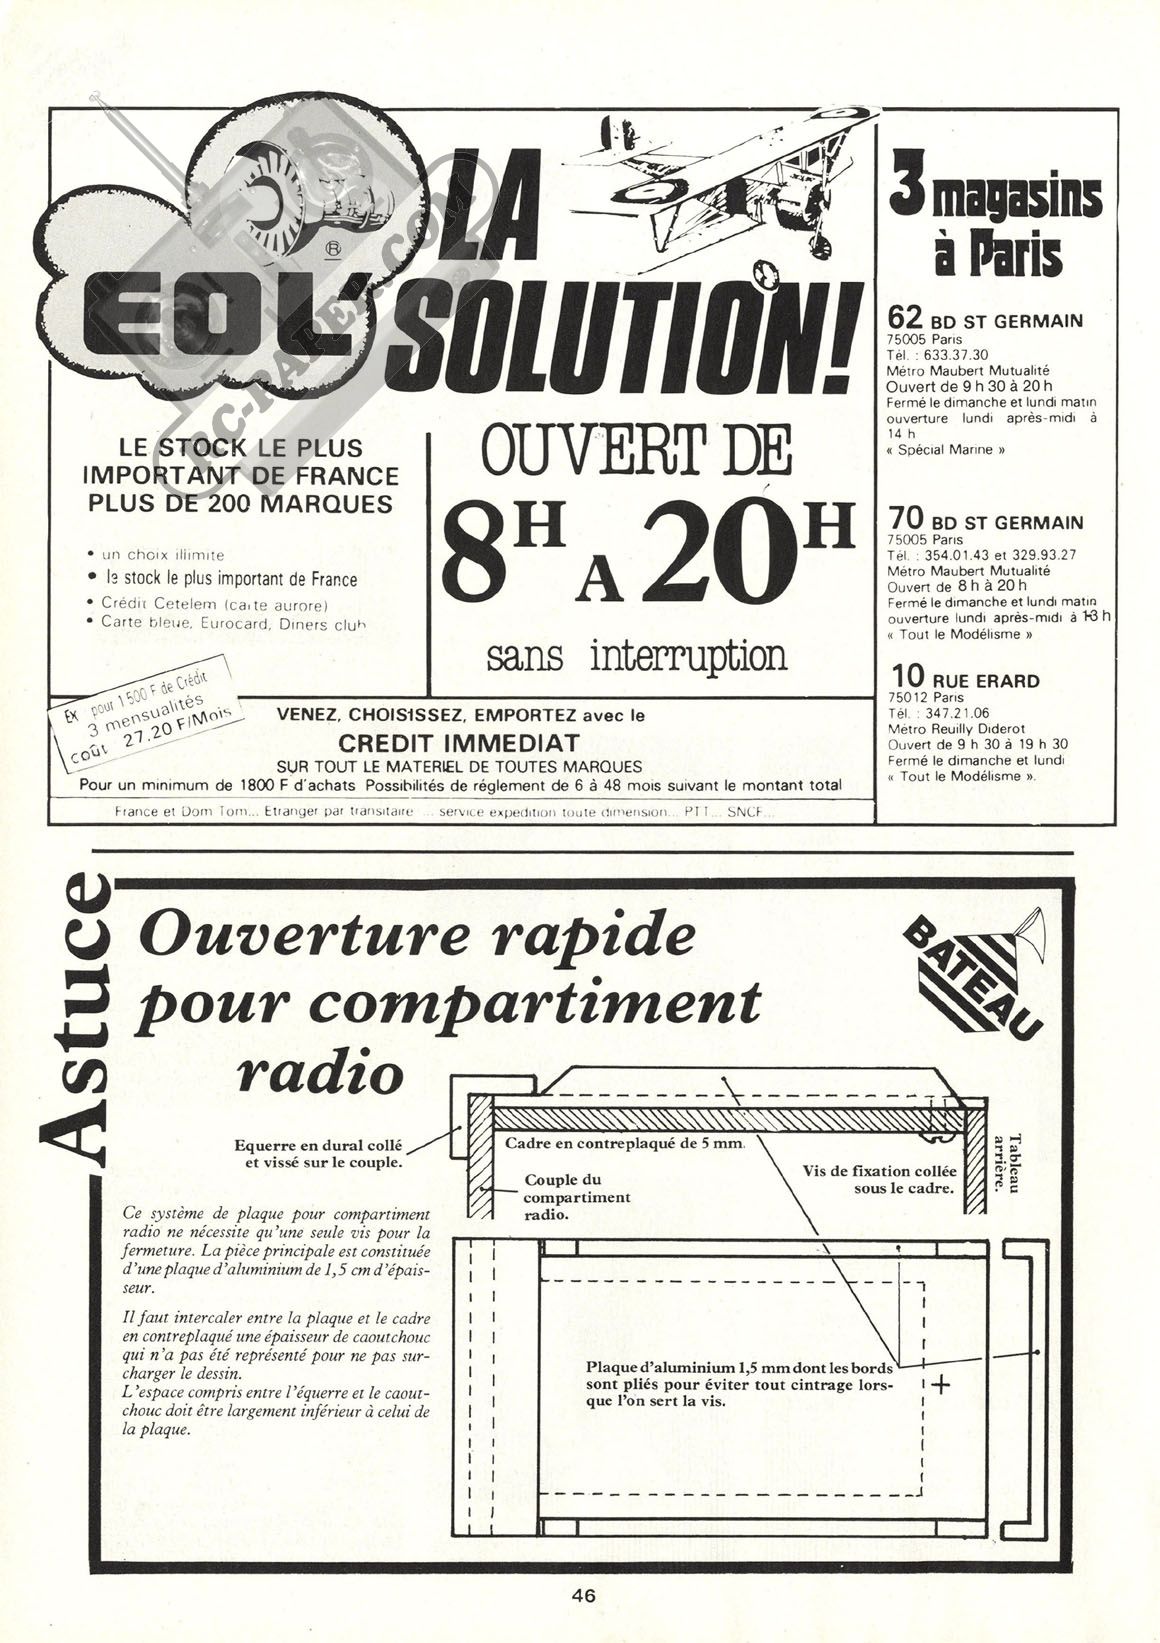 EOL'
LA
SOLUTION!
®
RC-PAPER.COM
LE STOCK LE PLUS
IMPORTANT DE FRANCE
PLUS DE 200 MARQUES
• un choix illimite
• le stock le plus important de France
• Crédit Cetelem (carte aurore)
• Carte bleue, Eurocard, Diners club
OUVERT DE
8H A 20H
sans interruption
Ex pour 1500 F de Crédit
3 mensualités
coût 27.20 F/Mois
VENEZ, CHOISISSEZ, EMPORTEZ avec le
CREDIT IMMEDIAT
SUR TOUT LE MATERIEL DE TOUTES MARQUES
Pour un minimum de 1800 F d'achats Possibilités de réglement de 6 à 48 mois suivant le montant total
France et Dom Tom... Etranger par transitaire ... service expedition toute dimension... PTT... SNCF...
3 magasins
à Paris
62 BD ST GERMAIN
75005 Paris
Tél. : 633.37.30
Métro Maubert Mutualité
Ouvert de 9 h 30 à 20 h
Fermé le dimanche et lundi matin
ouverture lundi après-midi à
14 h
« Spécial Marine »
70 BD ST GERMAIN
75005 Paris
Tél. : 354.01.43 et 329.93.27
Métro Maubert Mutualité
Ouvert de 8 h à 20 h
Fermé le dimanche et lundi matin
ouverture lundi après-midi à 13 h
« Tout le Modélisme »
10 RUE ERARD
75012 Paris
Tél. : 347.21.06
Métro Reuilly Diderot
Ouvert de 9 h 30 à 19 h 30
Fermé le dimanche et lundi
« Tout le Modélisme ».
Astuce
Ouverture rapide
pour compartiment
radio
BATEAU
Equerre en dural collé
et vissé sur le couple.
Cadre en contreplaqué de 5 mm.
Couple du
compartiment
radio.
Vis de fixation collée
sous le cadre.
Tableau
arrière.
Ce système de plaque pour compartiment
radio ne nécessite qu'une seule vis pour la
fermeture. La pièce principale est constituée
d'une plaque d'aluminium de 1,5 cm d'épais-
seur.
Il faut intercaler entre la plaque et le cadre
en contreplaqué une épaisseur de caoutchouc
qui n'a pas été représenté pour ne pas sur-
charger le dessin.
L'espace compris entre l'équerre et le caout-
chouc doit être largement inférieur à celui de
la plaque.
Plaque d'aluminium 1,5 mm dont les bords
sont pliés pour éviter tout cintrage lors-
que l'on sert la vis.
46